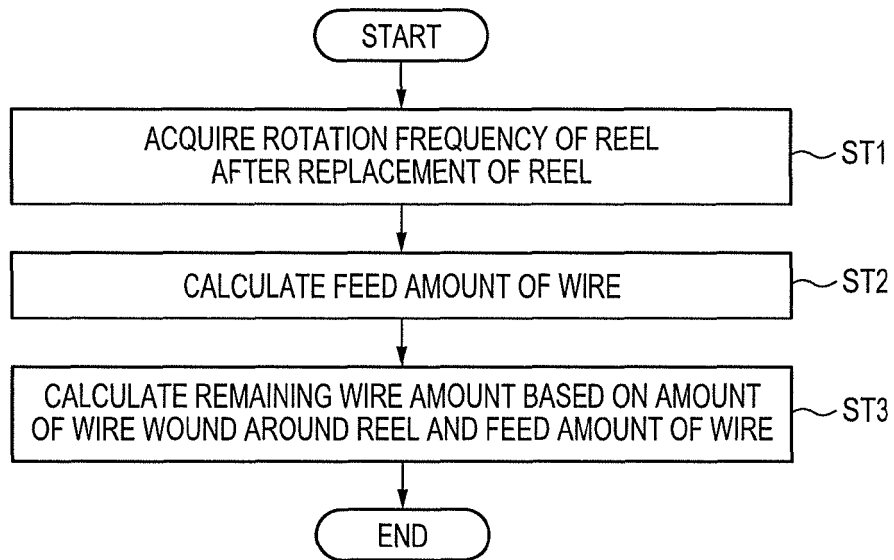 START
ACQUIRE ROTATION FREQUENCY OF REEL
AFTER REPLACEMENT OF REEL
ST1
CALCULATE FEED AMOUNT OF WIRE
ST2
CALCULATE REMAINING WIRE AMOUNT BASED ON AMOUNT
OF WIRE WOUND AROUND REEL AND FEED AMOUNT OF WIRE
ST3
END